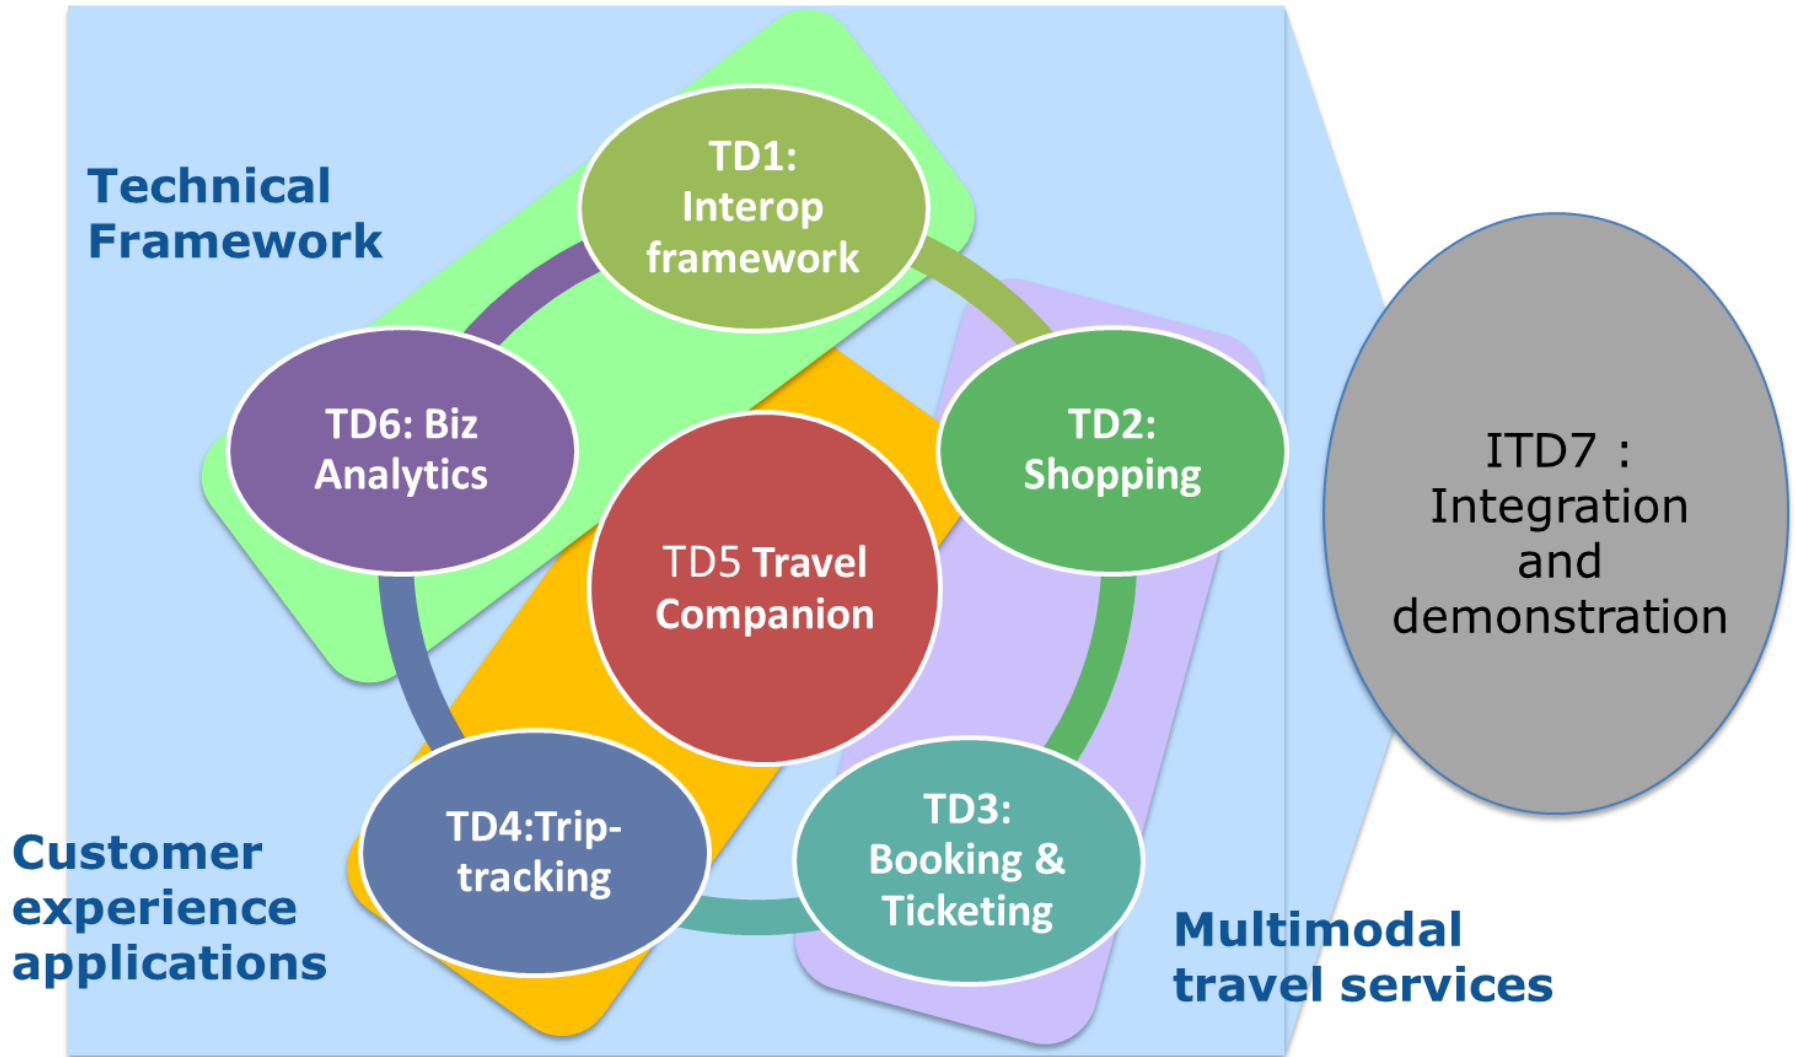 Technical
Framework
TD1:
Interop
framework
TD6: Biz
Analytics
TD2:
Shopping
TD5 Travel
Companion
TD4:Trip-
tracking
TD3:
Booking &
Ticketing
Customer
experience
applications
Multimodal
travel services
ITD7 :
Integration
and
demonstration